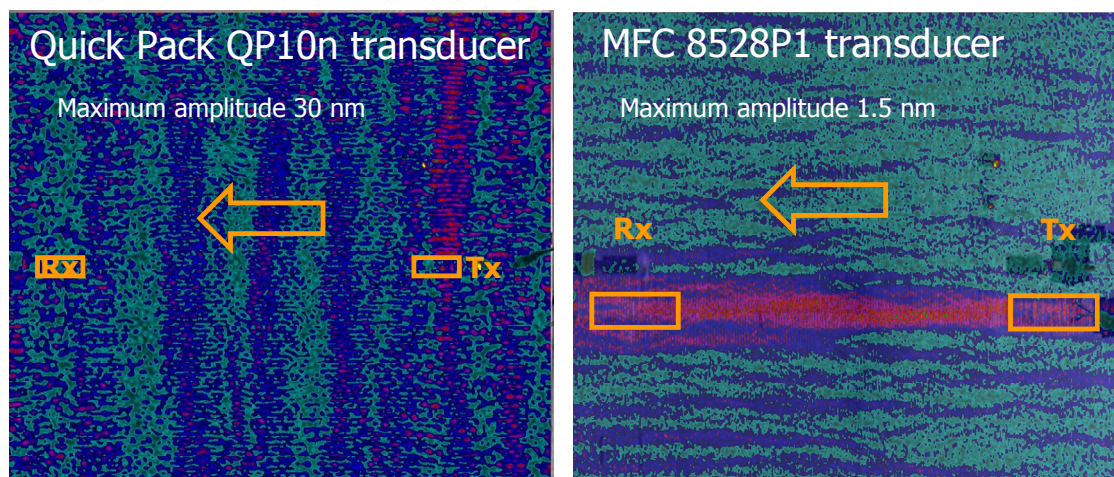 Quick Pack QP10n transducer
Maximum amplitude 30 nm
Rx
Tx
MFC 8528P1 transducer
Maximum amplitude 1.5 nm
Rx
Tx